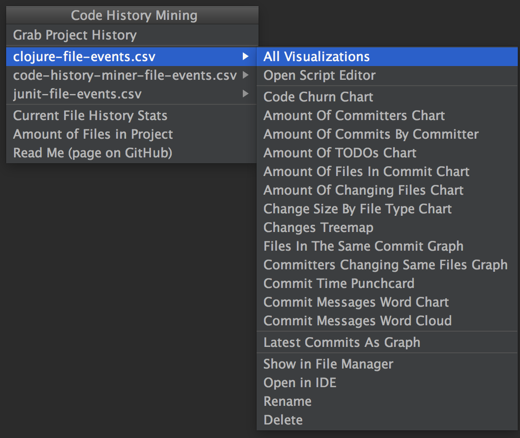 Code History Mining
Grab Project History
clojure-file-events.csv
code-history-miner-file-events.csv
junit-file-events.csv
Current File History Stats
Amount of Files in Project
Read Me (page on GitHub)
All Visualizations
Open Script Editor
Code Churn Chart
Amount Of Committers Chart
Amount Of Commits By Committer
Amount Of TODOs Chart
Amount Of Files In Commit Chart
Amount Of Changing Files Chart
Change Size By File Type Chart
Changes Treemap
Files In The Same Commit Graph
Committers Changing Same Files Graph
Commit Time Punchcard
Commit Messages Word Chart
Commit Messages Word Cloud
Latest Commits As Graph
Show in File Manager
Open in IDE
Rename
Delete